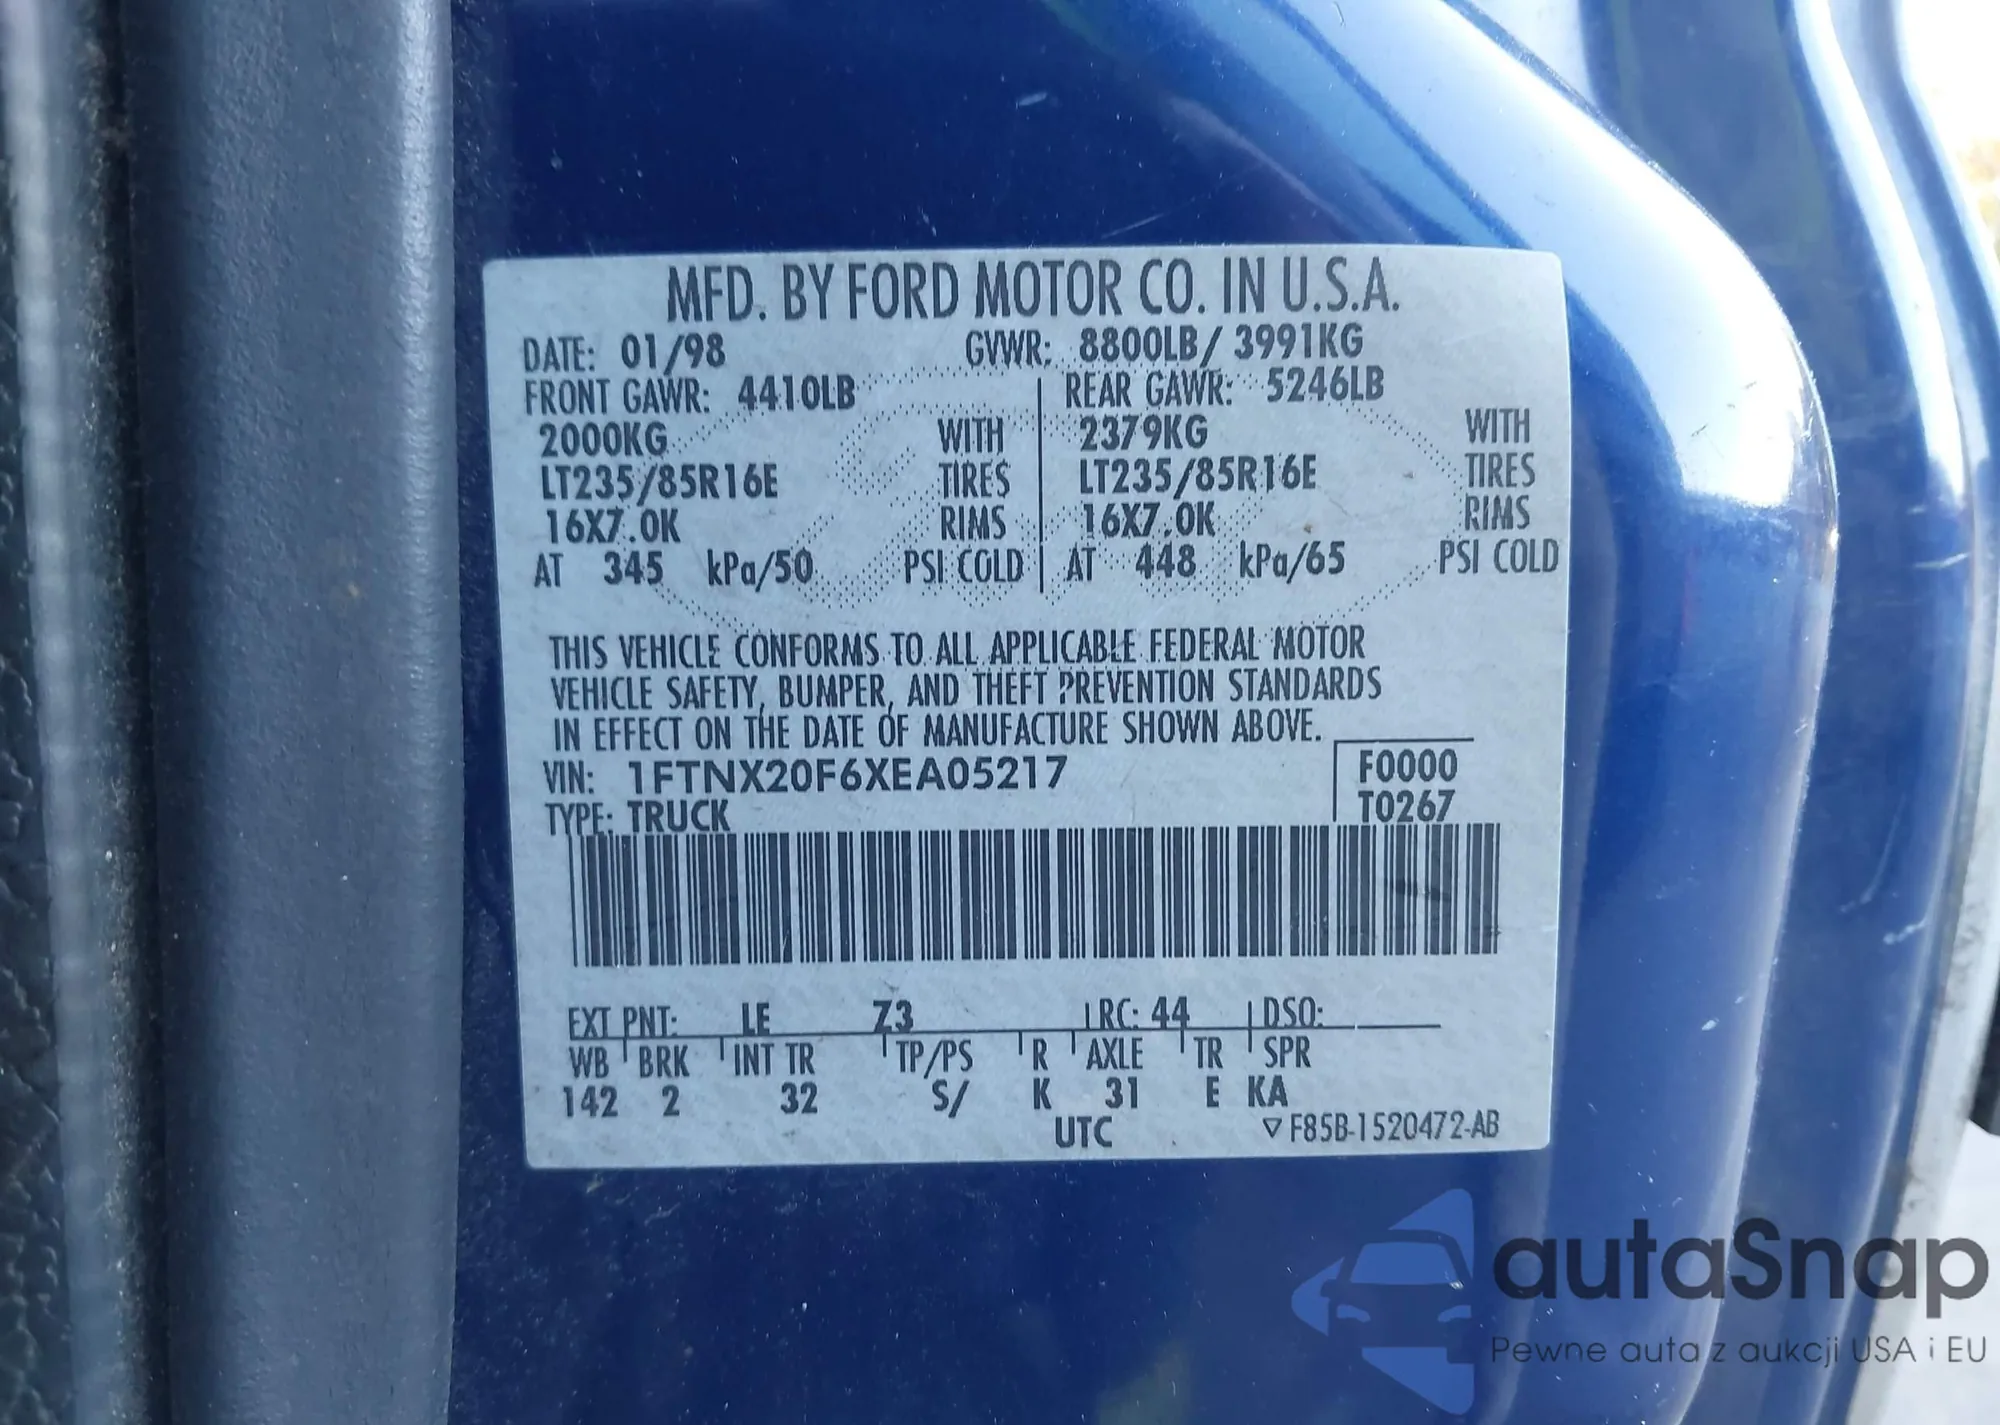 MFD. BY FORD MOTOR CO. IN U.S.A.
DATE: 01/98 GVWR: 8800LB/ 3991KG
FRONT GAWR: 4410LB REAR GAWR: 5246LB
2000KG WITH 2379KG WITH
LT235/85R16E TIRES LT235/85R16E TIRES
16X7.0K RIMS 16X7.0K RIMS
AT 345 kPa/50 PSI COLD AT 448 kPa/65 PSI COLD
THIS VEHICLE CONFORMS TO ALL APPLICABLE FEDERAL MOTOR
VEHICLE SAFETY, BUMPER, AND THEFT PREVENTION STANDARDS
IN EFFECT ON THE DATE OF MANUFACTURE SHOWN ABOVE.
VIN: 1FTNX20F6XEA05217 F0000
TYPE: TRUCK T0267
EXT PNT: LE Z3 RC: 44 DSO:
WB BRK INT TR TP/PS R AXLE TR SPR
142 2 32 S/ K 31 E KA
UTC ▽ F85B-1520472-AB
autaSnap
Pewne auta z aukcji USA i EU